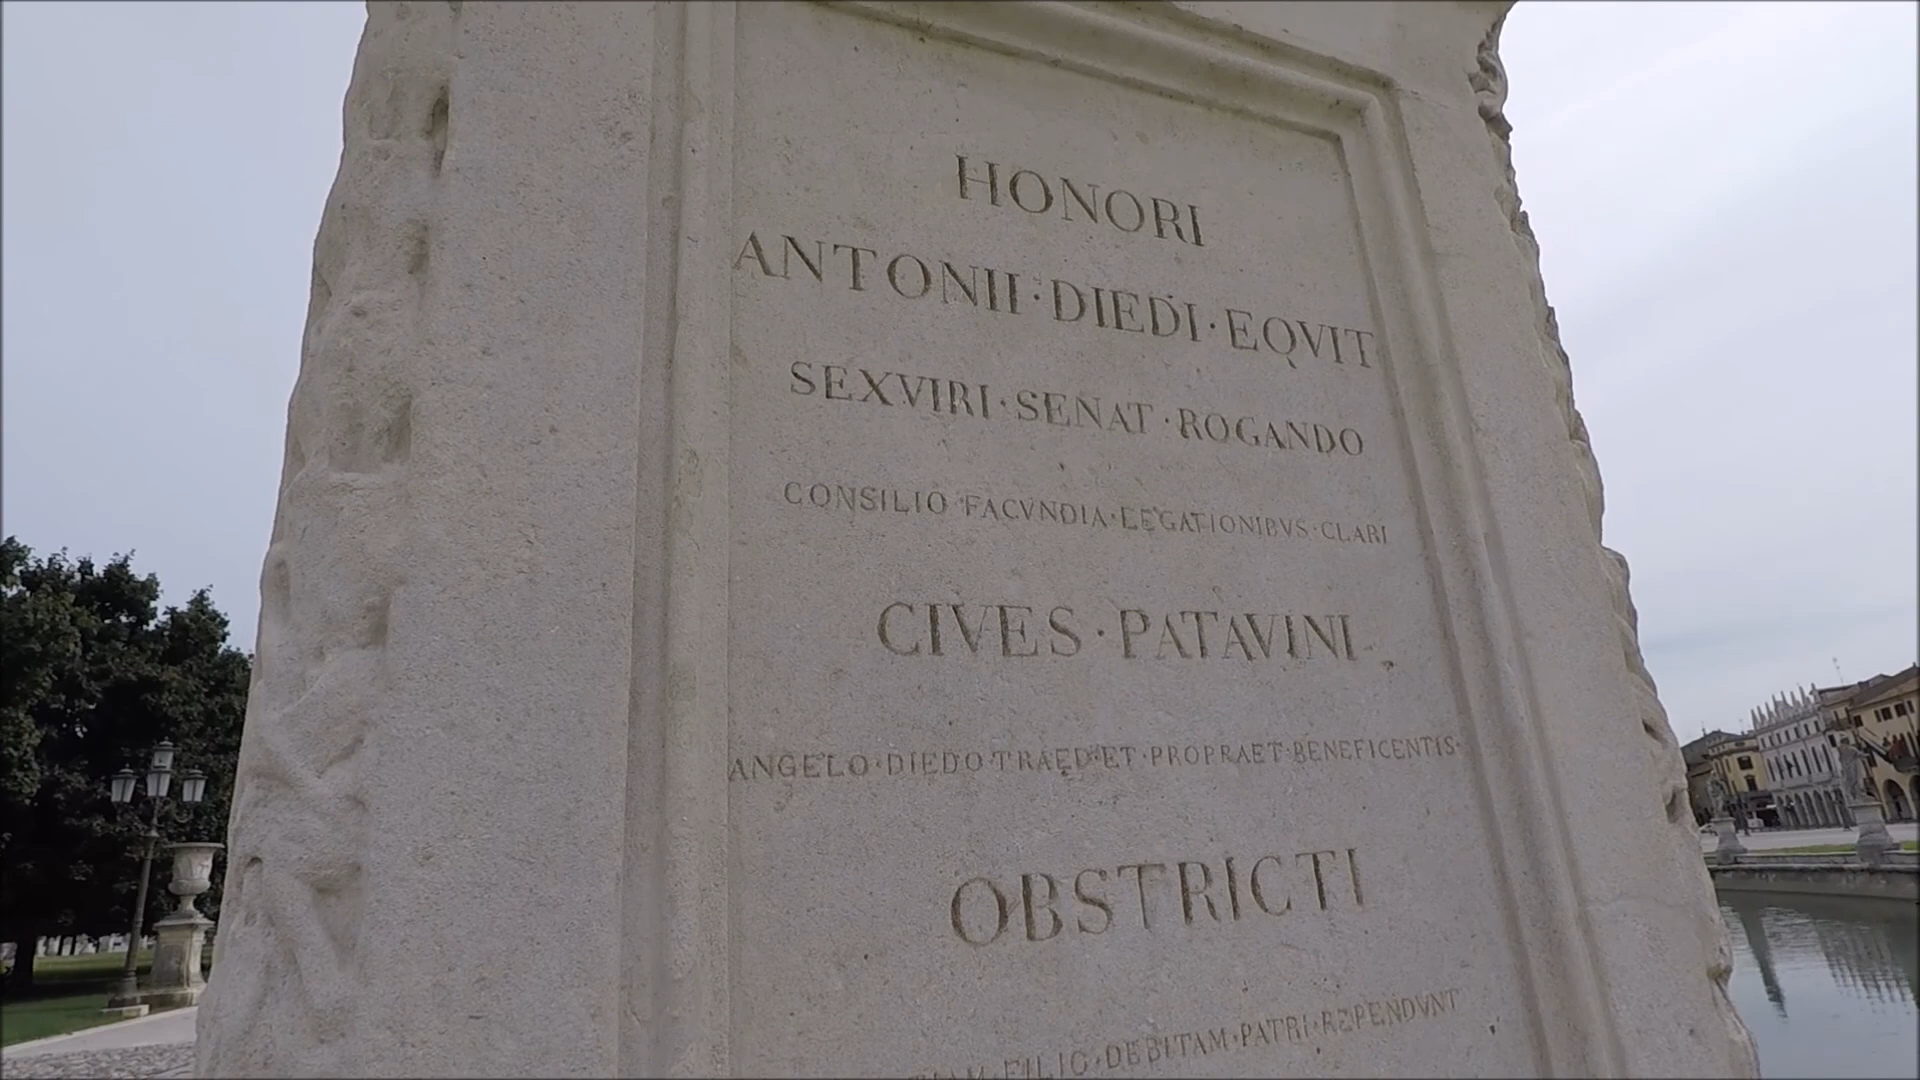 HONORI
ANTONII·DIEDI·EQVIT
SEXVIRI·SENAT·ROGANDO
CONSILIO·FACVNDIA·LEGATIONIBVS·CLARI
CIVES·PATAVINI
ANGELO·DIEDO·TRAED·ET·PROPRAET·BENEFICENTIS·
OBSTRICTI
FILIO·DEBITAM·PATRI·REPENDVNT